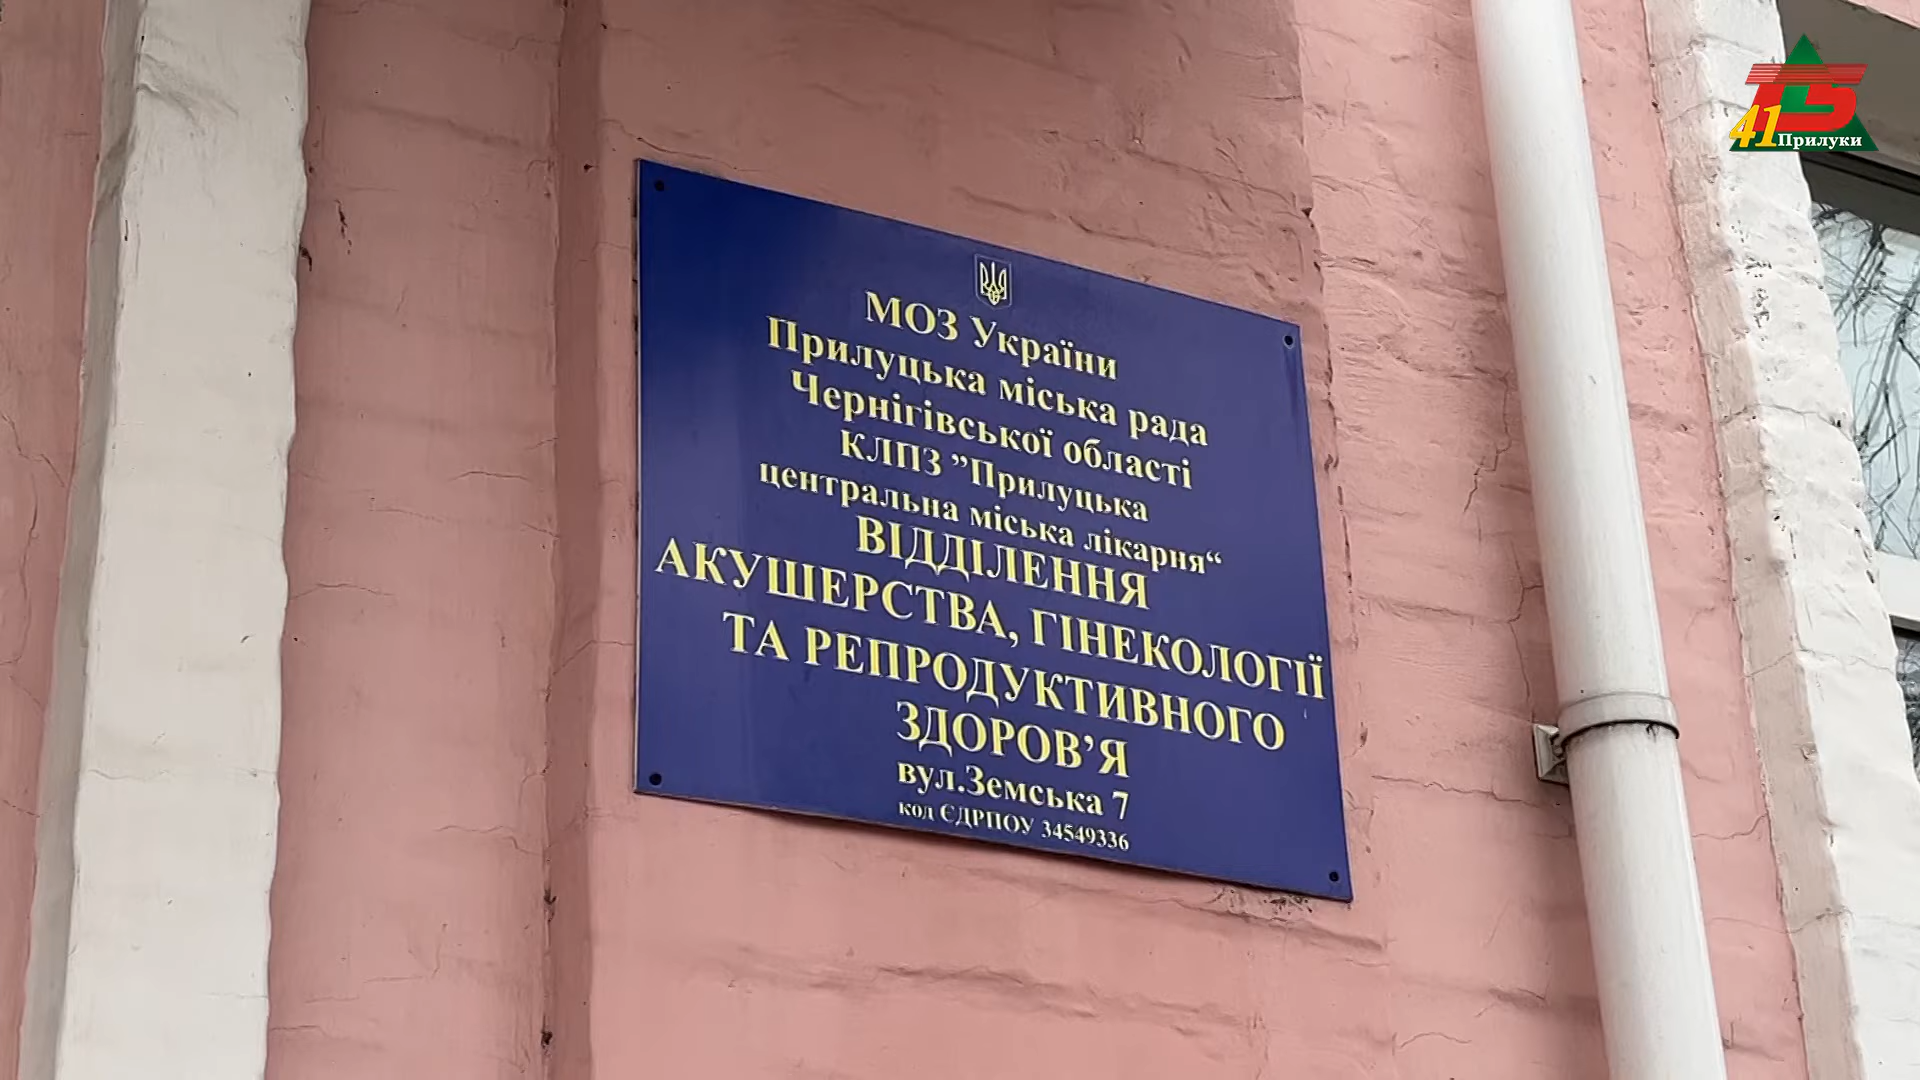 41 Прилуки
МОЗ України
Прилуцька міська рада
Чернігівської області
КЛПЗ ”Прилуцька
центральна міська лікарня“
ВІДДІЛЕННЯ
АКУШЕРСТВА, ГІНЕКОЛОГІЇ
ТА РЕПРОДУКТИВНОГО
ЗДОРОВ’Я
вул.Земська 7
код ЄДРПОУ 34549336